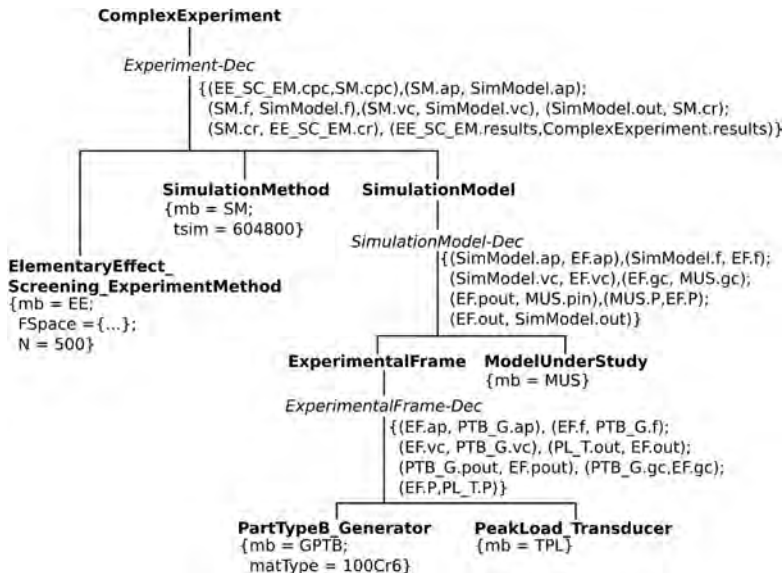 ComplexExperiment
Experiment-Dec
{(EE_SC_EM.cpc,SM.cpc),(SM.ap, SimModel.ap);
(SM.f, SimModel.f),(SM.vc, SimModel.vc), (SimModel.out, SM.cr);
(SM.cr, EE_SC_EM.cr), (EE_SC_EM.results,ComplexExperiment.results)}
SimulationMethod
{mb = SM;
tsim = 604800}
SimulationModel
SimulationModel-Dec
{(SimModel.ap, EF.ap),(SimModel.f, EF.f);
(SimModel.vc, EF.vc),(EF.gc, MUS.gc);
(EF.pout, MUS.pin),(MUS.P,EF.P);
(EF.out, SimModel.out)}
ElementaryEffect_
Screening_ExperimentMethod
{mb = EE;
FSpace ={...};
N = 500}
ExperimentalFrame
ModelUnderStudy
{mb = MUS}
ExperimentalFrame-Dec
{(EF.ap, PTB_G.ap), (EF.f, PTB_G.f);
(EF.vc, PTB_G.vc), (PL_T.out, EF.out);
(PTB_G.pout, EF.pout), (PTB_G.gc,EF.gc);
(EF.P,PL_T.P)}
PartTypeB_Generator
{mb = GPTB;
matType = 100Cr6}
PeakLoad_Transducer
{mb = TPL}